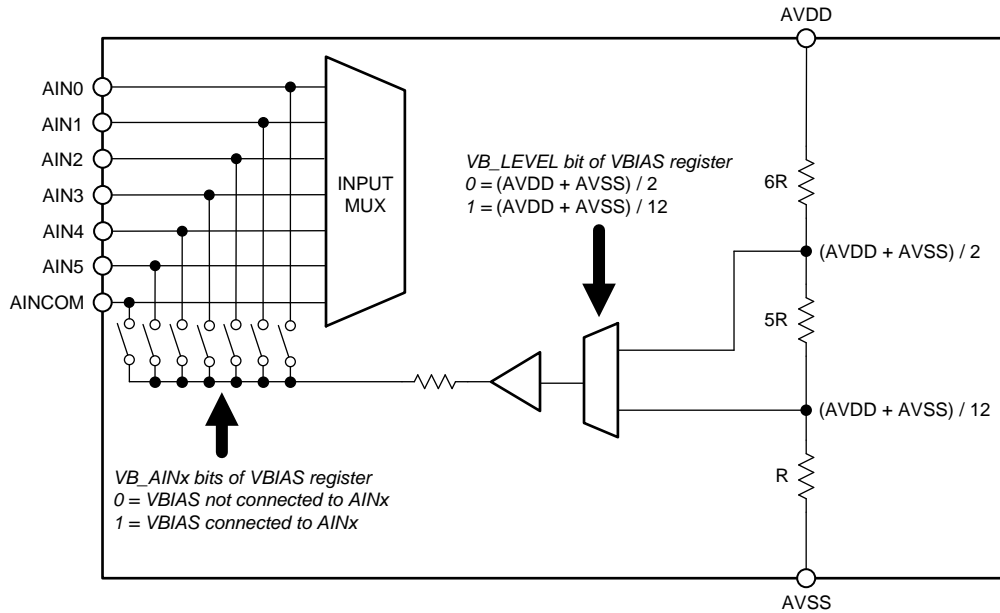 AVDD
AIN0
AIN1
AIN2
AIN3
AIN4
AIN5
AINCOM
INPUT
MUX
VB_LEVEL bit of VBIAS register
0 = (AVDD + AVSS) / 2
1 = (AVDD + AVSS) / 12
6R
(AVDD + AVSS) / 2
5R
(AVDD + AVSS) / 12
R
VB_AINx bits of VBIAS register
0 = VBIAS not connected to AINx
1 = VBIAS connected to AINx
AVSS